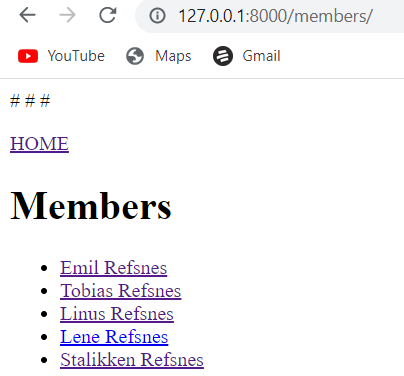 127.0.0.1:8000/members/
YouTube Maps Gmail
# # #
HOME
Members
Emil Refsnes
Tobias Refsnes
Linus Refsnes
Lene Refsnes
Stalikken Refsnes